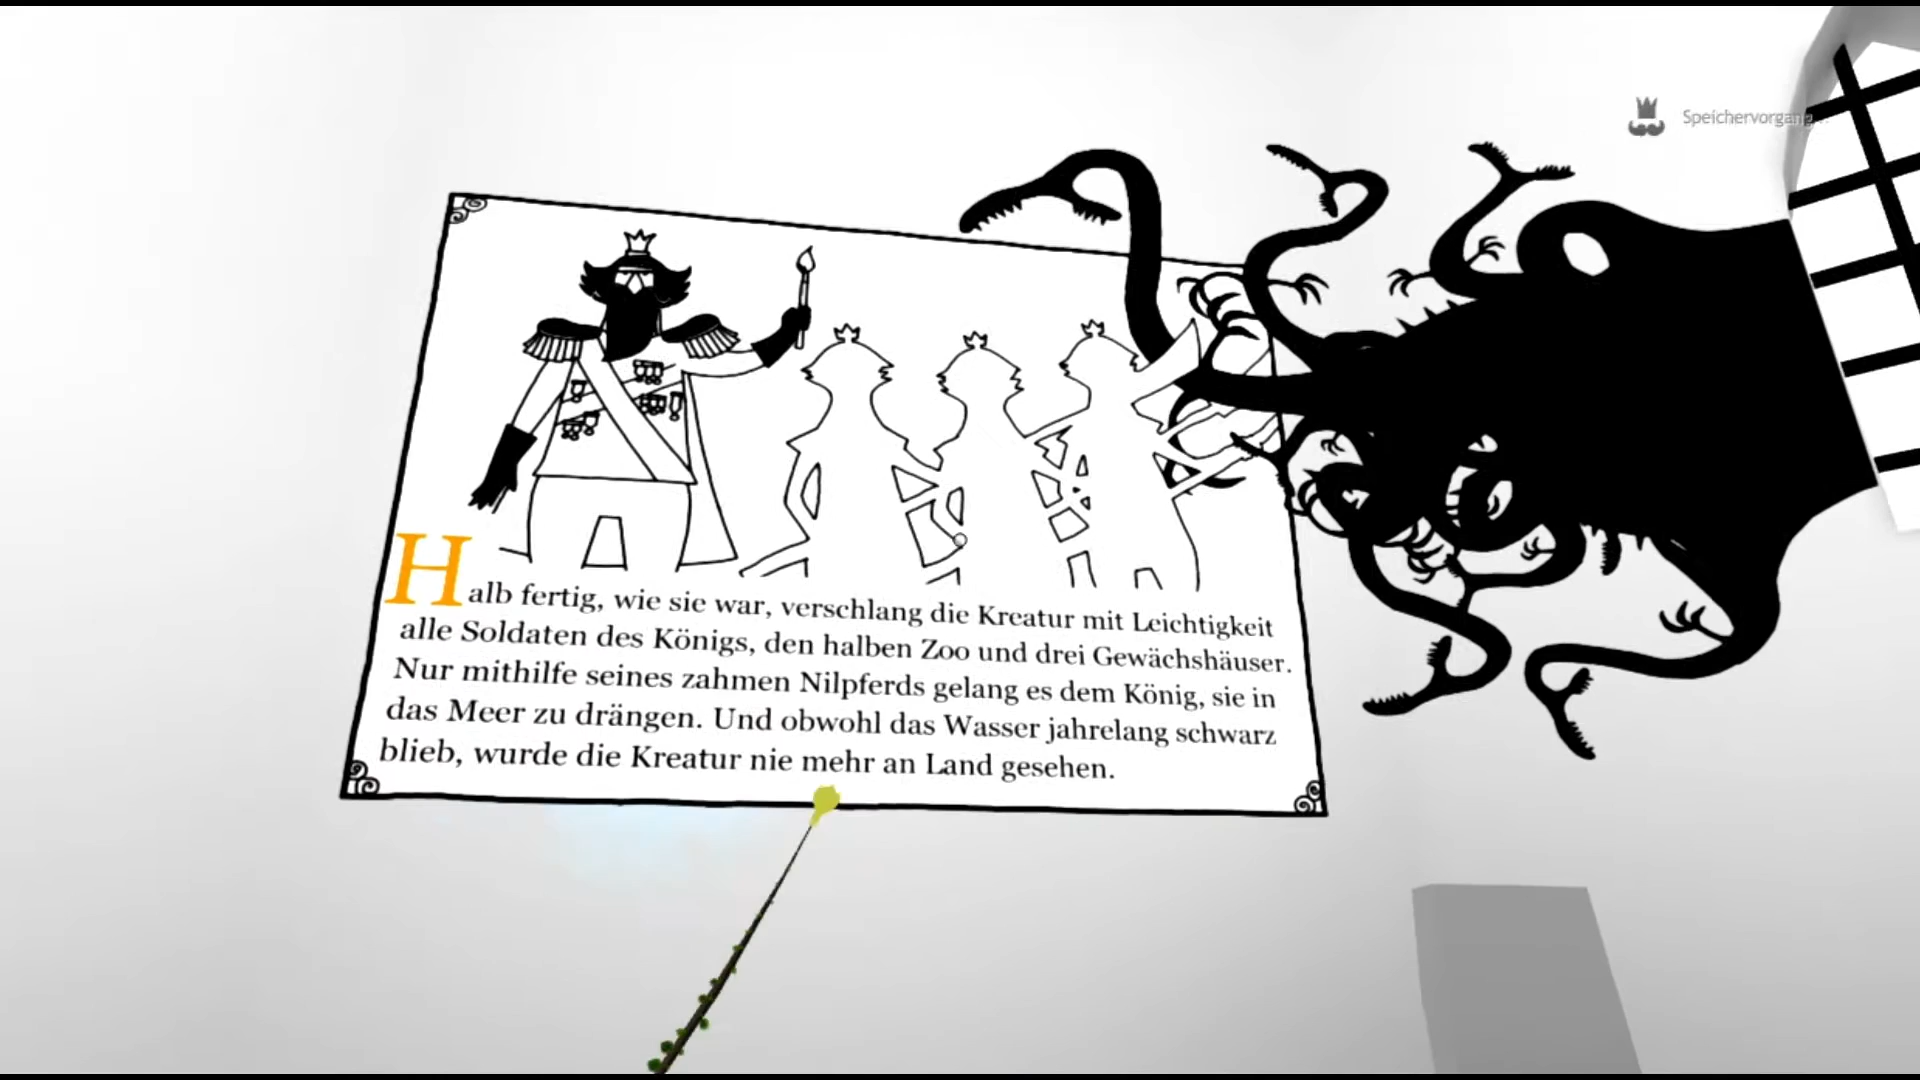 Speichervorgang...
Halb fertig, wie sie war, verschlang die Kreatur mit Leichtigkeit
alle Soldaten des Königs, den halben Zoo und drei Gewächshäuser.
Nur mithilfe seines zahmen Nilpferds gelang es dem König, sie in
das Meer zu drängen. Und obwohl das Wasser jahrelang schwarz
blieb, wurde die Kreatur nie mehr an Land gesehen.